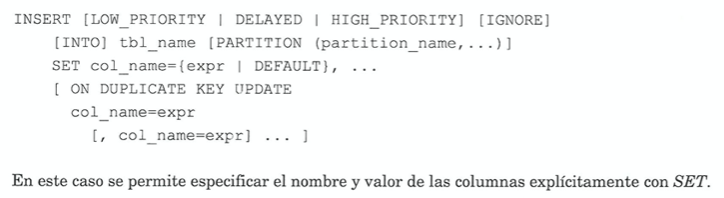 INSERT [LOW_PRIORITY | DELAYED | HIGH_PRIORITY] [IGNORE]
[INTO] tbl_name [PARTITION (partition_name,...)]
SET col_name={expr | DEFAULT}, ...
[ ON DUPLICATE KEY UPDATE
col_name=expr
[, col_name=expr] ... ]
En este caso se permite especificar el nombre y valor de las columnas explícitamente con SET.